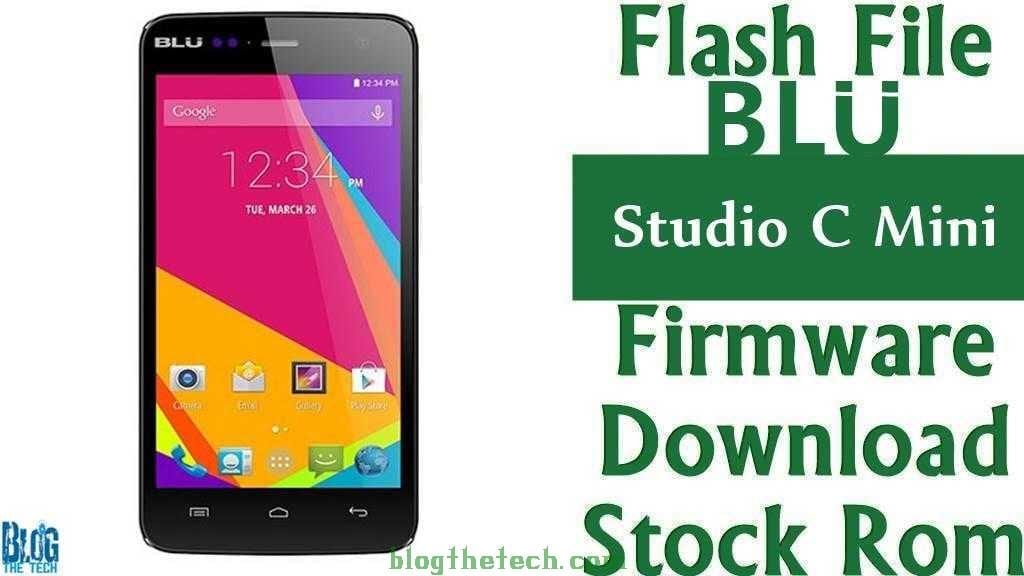 Flash File
BLÜ
Studio C Mini
Firmware
Download
Stock Rom
BLU
12:34 PM
Google
12:34 PM
TUE, MARCH 26
Camera
Email
Gallery
Play Store
BLOG
THE TECH
blogthetech.com